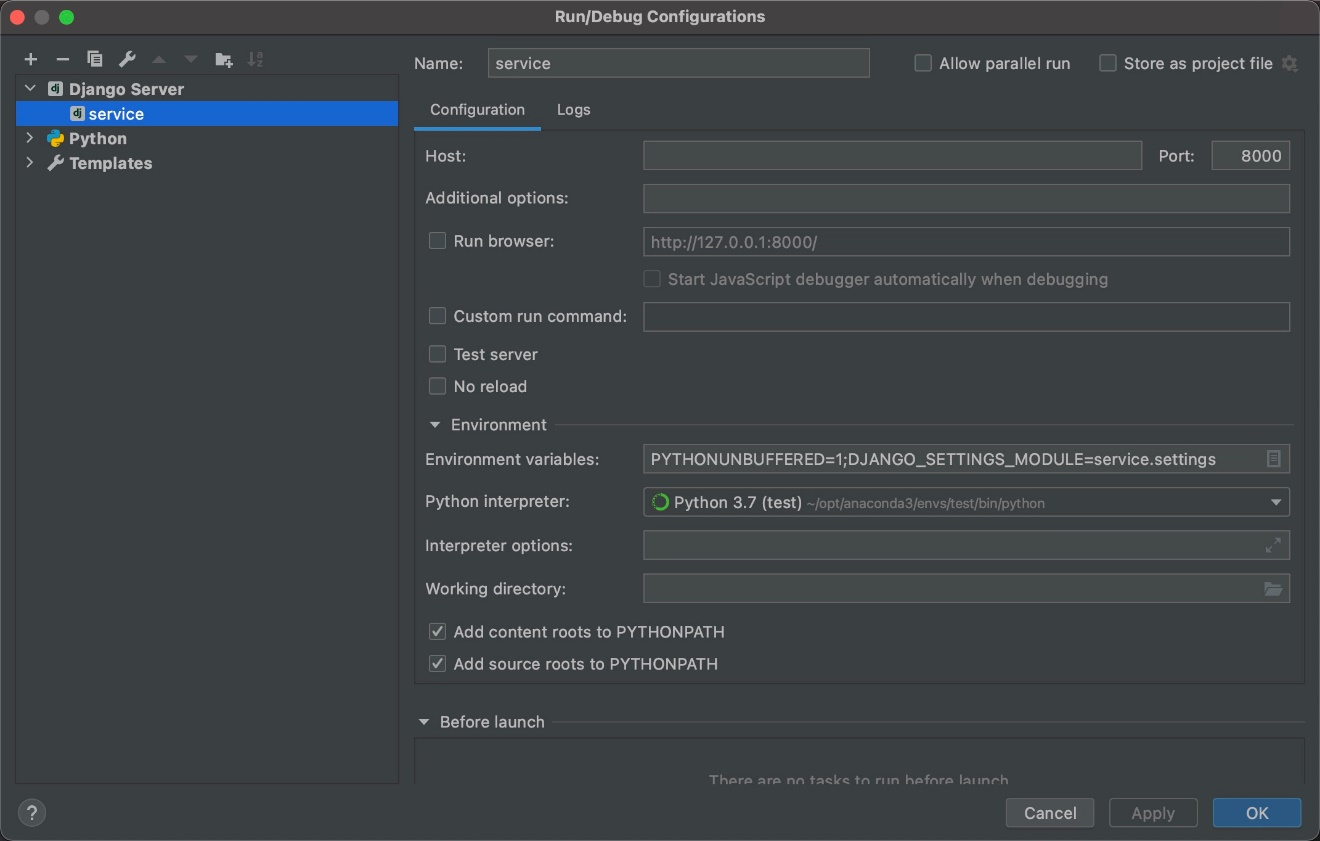 Run/Debug Configurations
Name: service Allow parallel run Store as project file
Django Server
service
Python
Templates
Configuration Logs
Host: Port: 8000
Additional options:
Run browser: http://127.0.0.1:8000/
Start JavaScript debugger automatically when debugging
Custom run command:
Test server
No reload
Environment
Environment variables: PYTHONUNBUFFERED=1;DJANGO_SETTINGS_MODULE=service.settings
Python interpreter: Python 3.7 (test) ~/opt/anaconda3/envs/test/bin/python
Interpreter options:
Working directory:
Add content roots to PYTHONPATH
Add source roots to PYTHONPATH
Before launch
There are no tasks to run before launch
? Cancel Apply OK